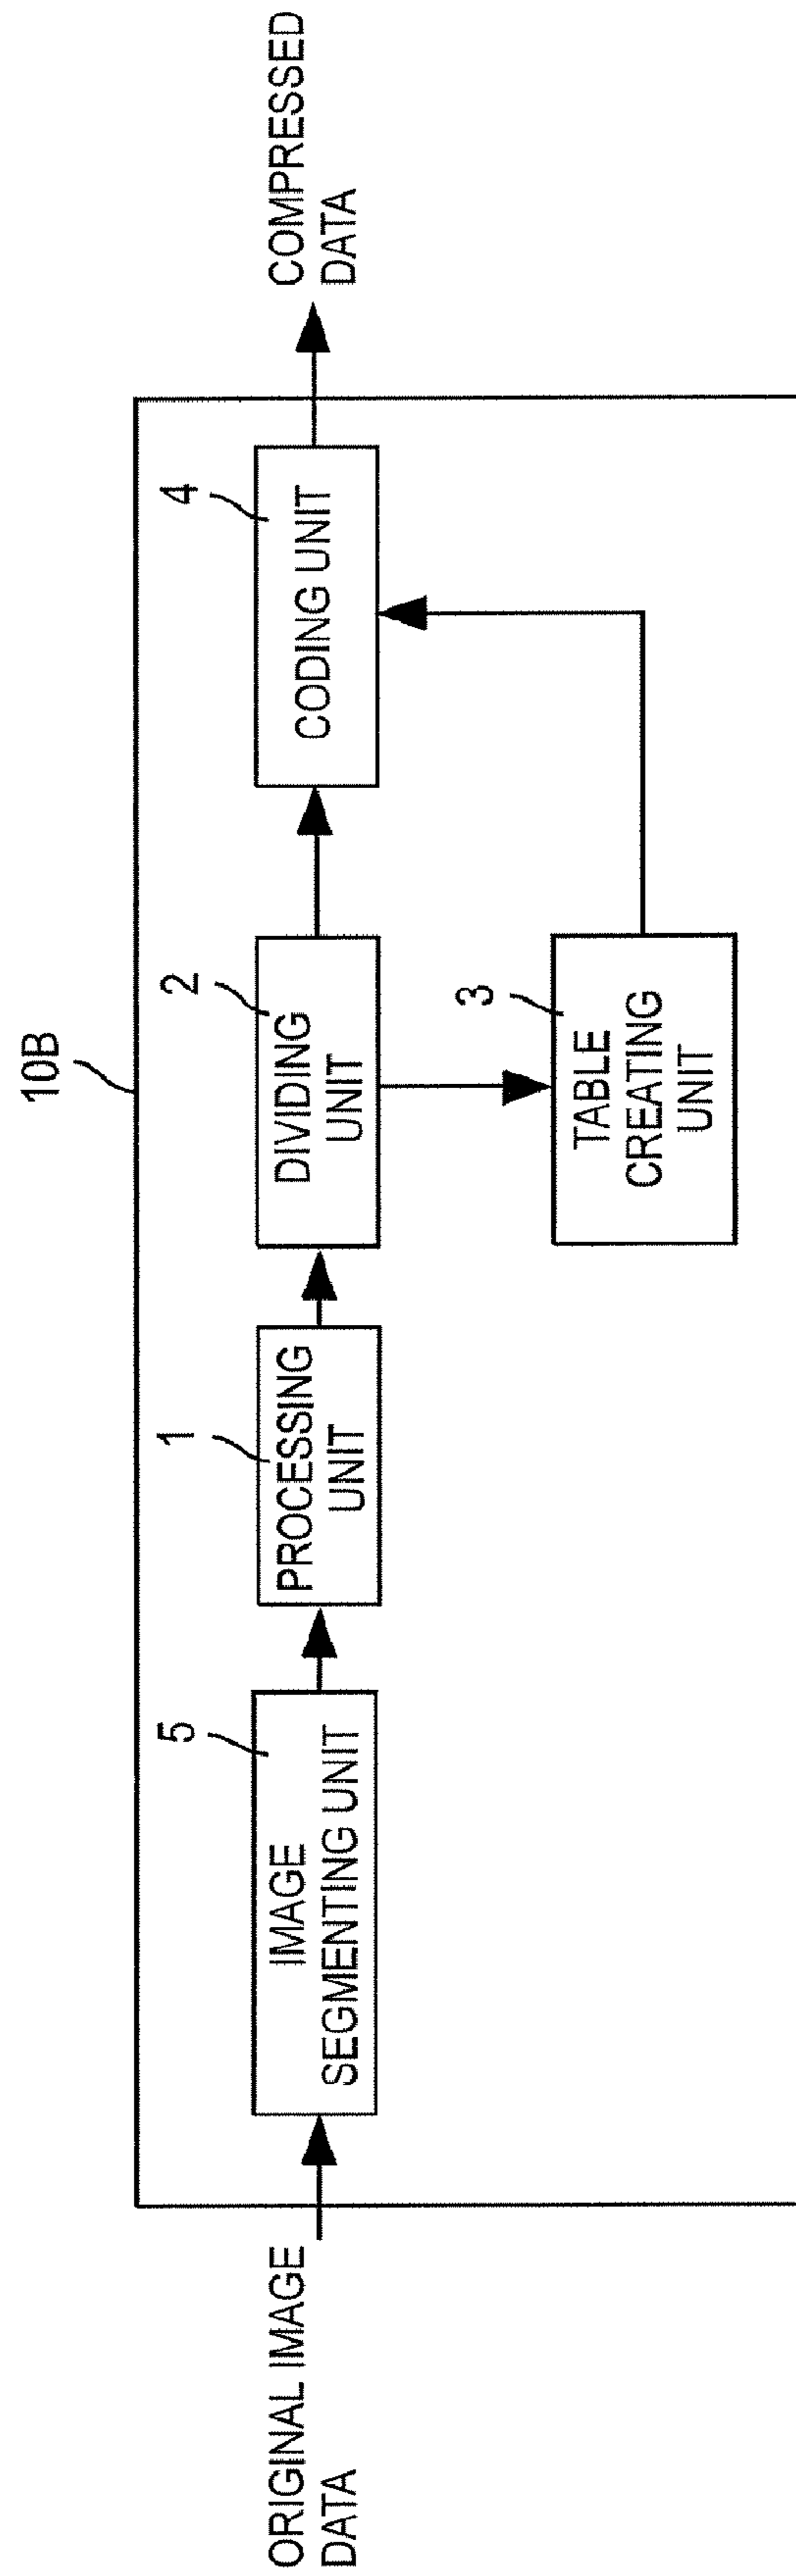 10B
ORIGINAL IMAGE
DATA
5
IMAGE
SEGMENTING UNIT
1
PROCESSING
UNIT
2
DIVIDING
UNIT
3
TABLE
CREATING
UNIT
4
CODING UNIT
COMPRESSED
DATA